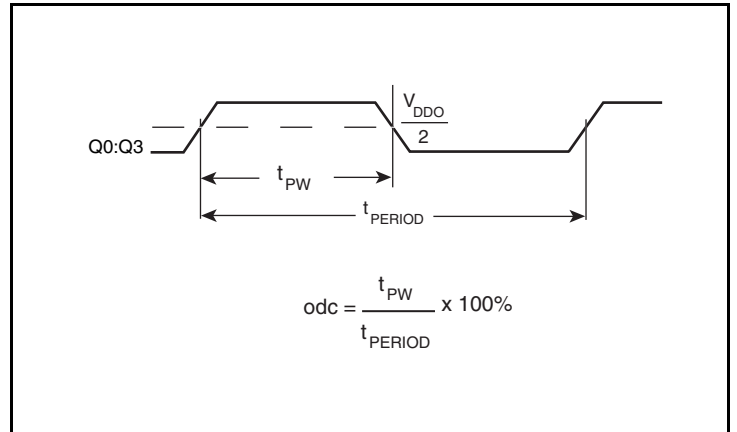 V_DDO
2
Q0:Q3
t_PW
t_PERIOD
odc = t_PW / t_PERIOD x 100%